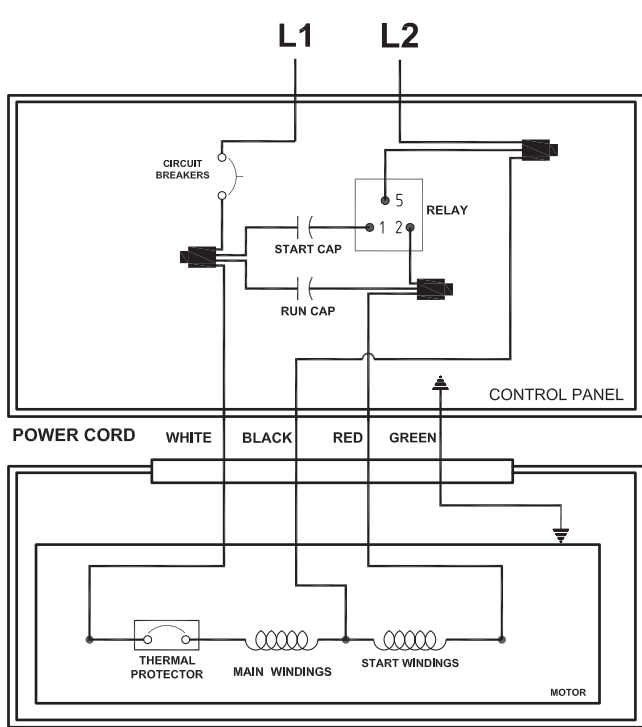 L1 L2
CIRCUIT
BREAKERS
5
RELAY
1 2
START CAP
RUN CAP
CONTROL PANEL
POWER CORD WHITE BLACK RED GREEN
THERMAL
PROTECTOR
MAIN WINDINGS
START WINDINGS
MOTOR